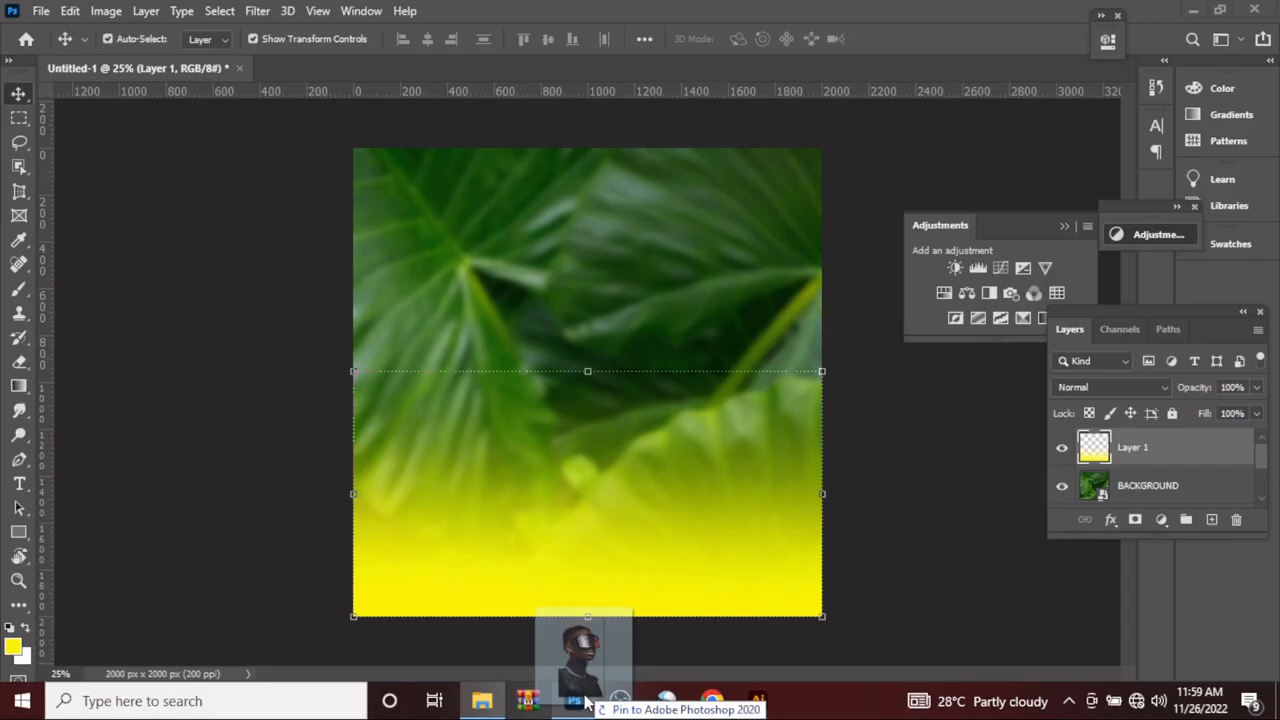 Ps File Edit Image Layer Type Select Filter 3D View Window Help
Auto-Select: Layer Show Transform Controls 3D Mode:
Untitled-1 @ 25% (Layer 1, RGB/8#) *
1200 1000 800 600 400 200 0 200 400 600 800 1000 1200 1400 1600 1800 2000 2200 2400 2600 2800 3000
Color
Gradients
Patterns
Learn
Libraries
Swatches
Adjustme...
Adjustments
Add an adjustment
Layers Channels Paths
Kind
Normal Opacity: 100%
Lock: Fill: 100%
Layer 1
BACKGROUND
fx
25% 2000 px x 2000 px (200 ppi)
Type here to search
Ps
Ai
Pin to Adobe Photoshop 2020
28°C Partly cloudy
11:59 AM
11/26/2022
9